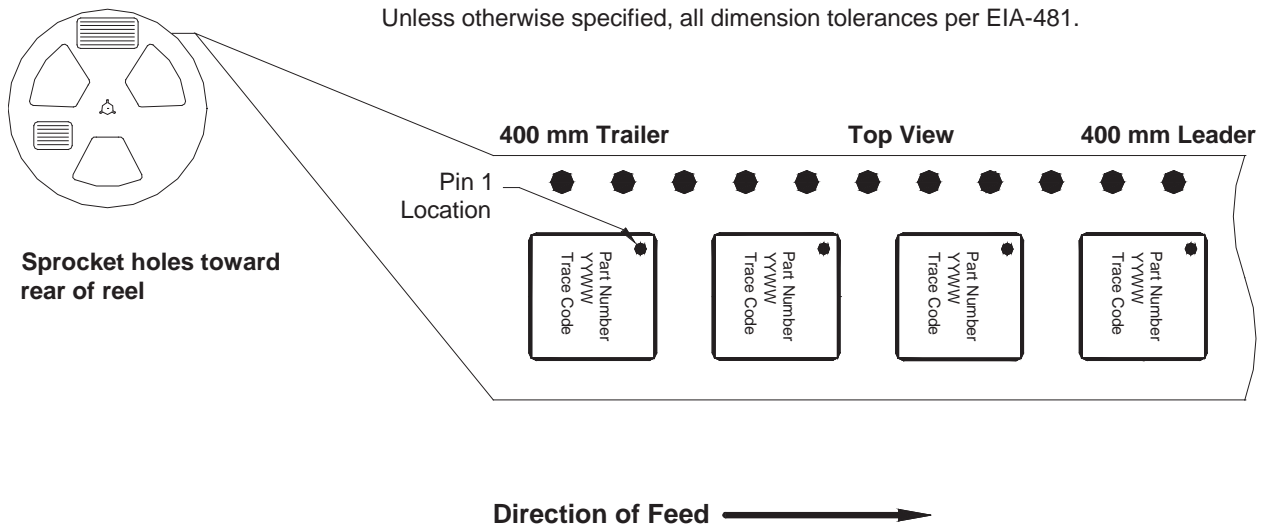 Unless otherwise specified, all dimension tolerances per EIA-481.
400 mm Trailer
Top View
400 mm Leader
Pin 1
Location
Sprocket holes toward
rear of reel
Part Number
YYWW
Trace Code
Part Number
YYWW
Trace Code
Part Number
YYWW
Trace Code
Part Number
YYWW
Trace Code
Direction of Feed